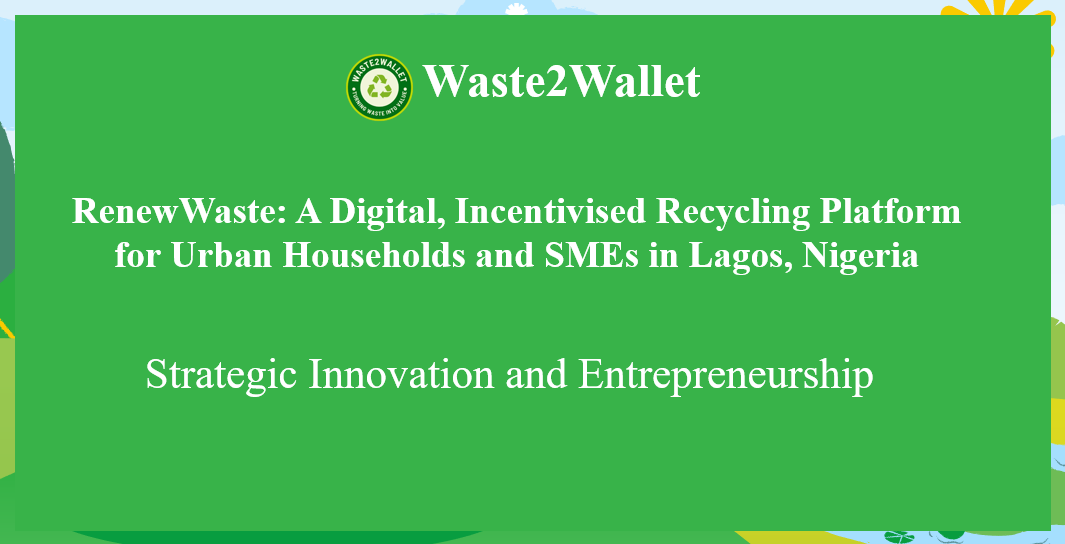 WASTE2WALLET
TURNING WASTE INTO VALUE
Waste2Wallet
RenewWaste: A Digital, Incentivised Recycling Platform
for Urban Households and SMEs in Lagos, Nigeria
Strategic Innovation and Entrepreneurship